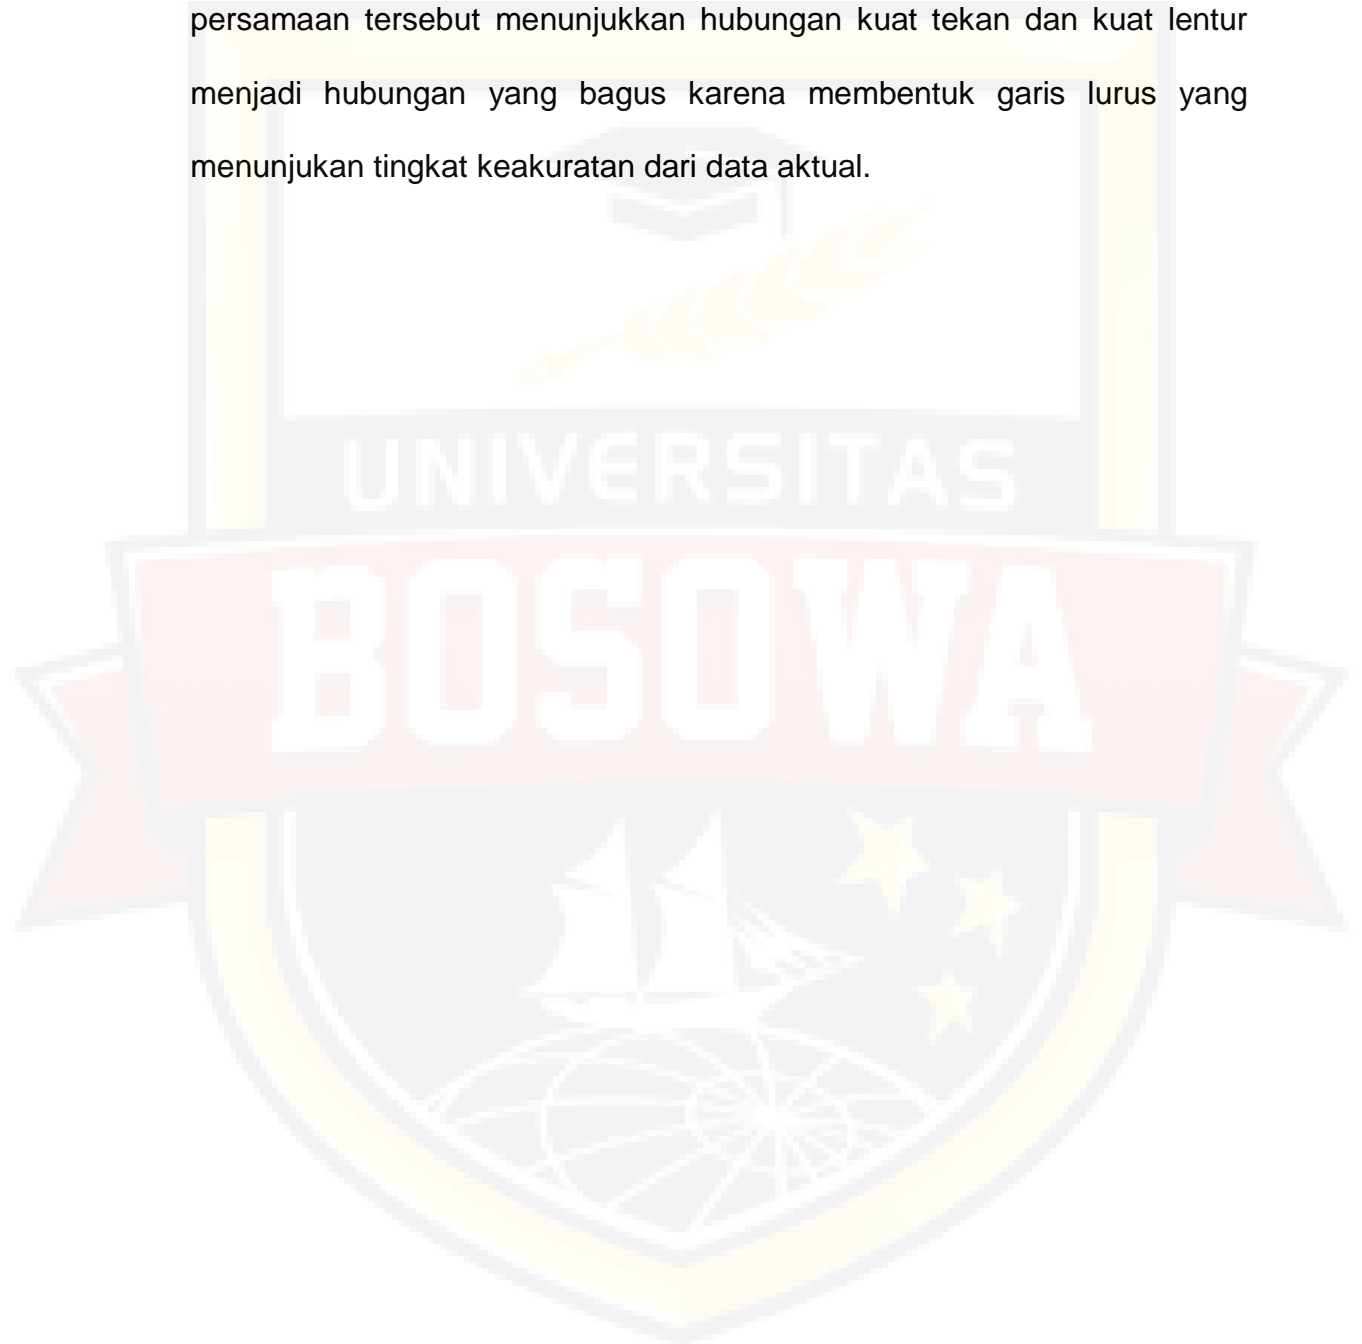 persamaan tersebut menunjukkan hubungan kuat tekan dan kuat lentur
menjadi hubungan yang bagus karena membentuk garis lurus yang
menunjukan tingkat keakuratan dari data aktual.
UNIVERSITAS
BOSOWA